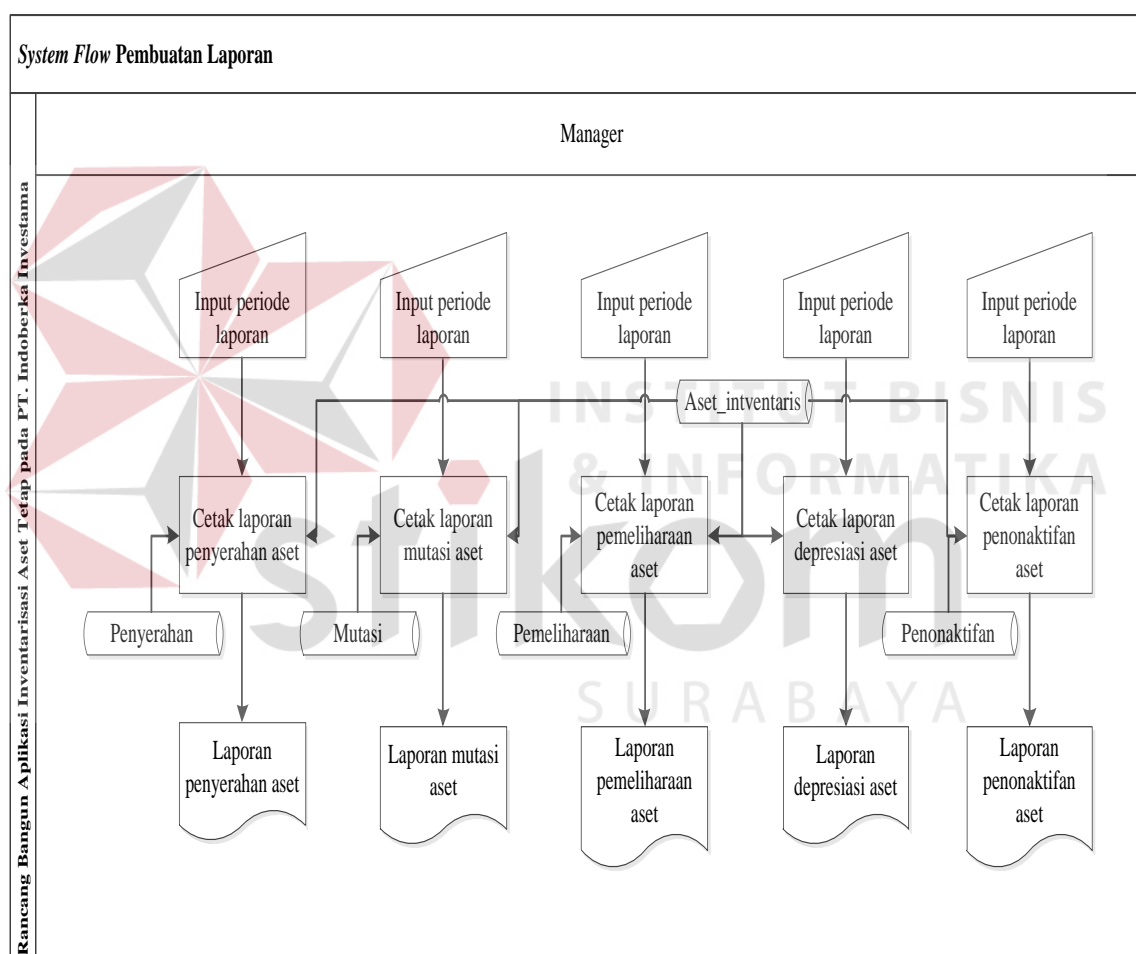 System Flow Pembuatan Laporan
Manager
Rancang Bangun Aplikasi Inventarisasi Aset Tetap pada PT. Indoberka Investama
Input periode
laporan
Input periode
laporan
Input periode
laporan
Input periode
laporan
Input periode
laporan
Aset_intventaris
Cetak laporan
penyerahan aset
Cetak laporan
mutasi aset
Cetak laporan
pemeliharaan
aset
Cetak laporan
depresiasi aset
Cetak laporan
penonaktifan
aset
Penyerahan
Mutasi
Pemeliharaan
Penonaktifan
Laporan
penyerahan aset
Laporan mutasi
aset
Laporan
pemeliharaan
aset
Laporan
depresiasi aset
Laporan
penonaktifan
aset
INSTITUT BISNIS
& INFORMATIKA
stikom
SURABAYA